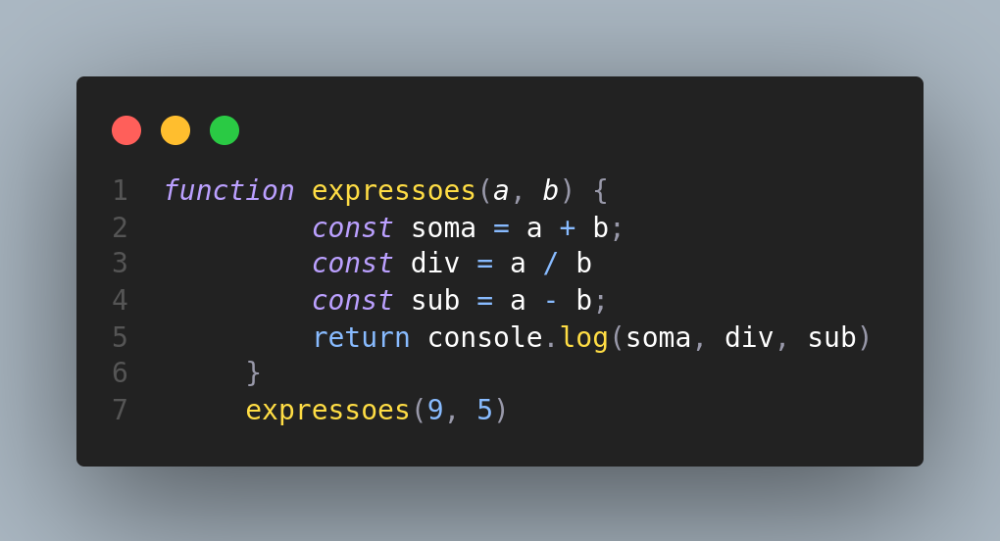 1 function expressoes(a, b) {
2 const soma = a + b;
3 const div = a / b
4 const sub = a - b;
5 return console.log(soma, div, sub)
6 }
7 expressoes(9, 5)